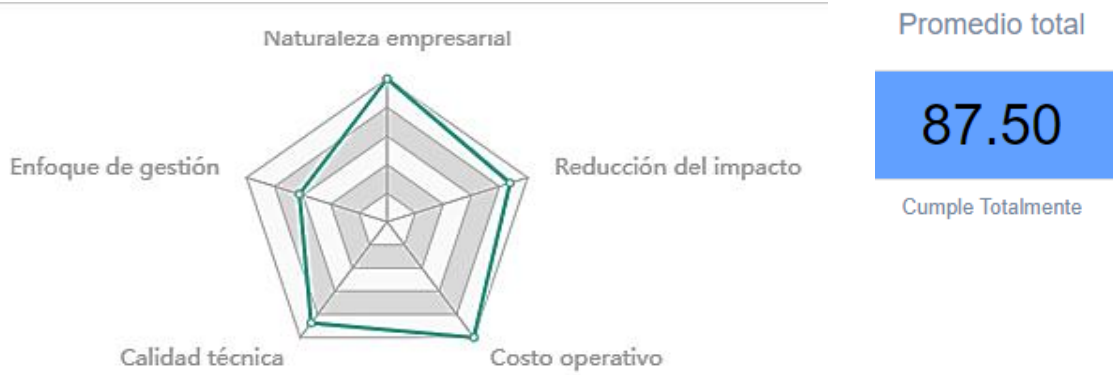 Promedio total
Naturaleza empresarial
87.50
Enfoque de gestión
Reducción del impacto
Cumple Totalmente
Calidad técnica
Costo operativo